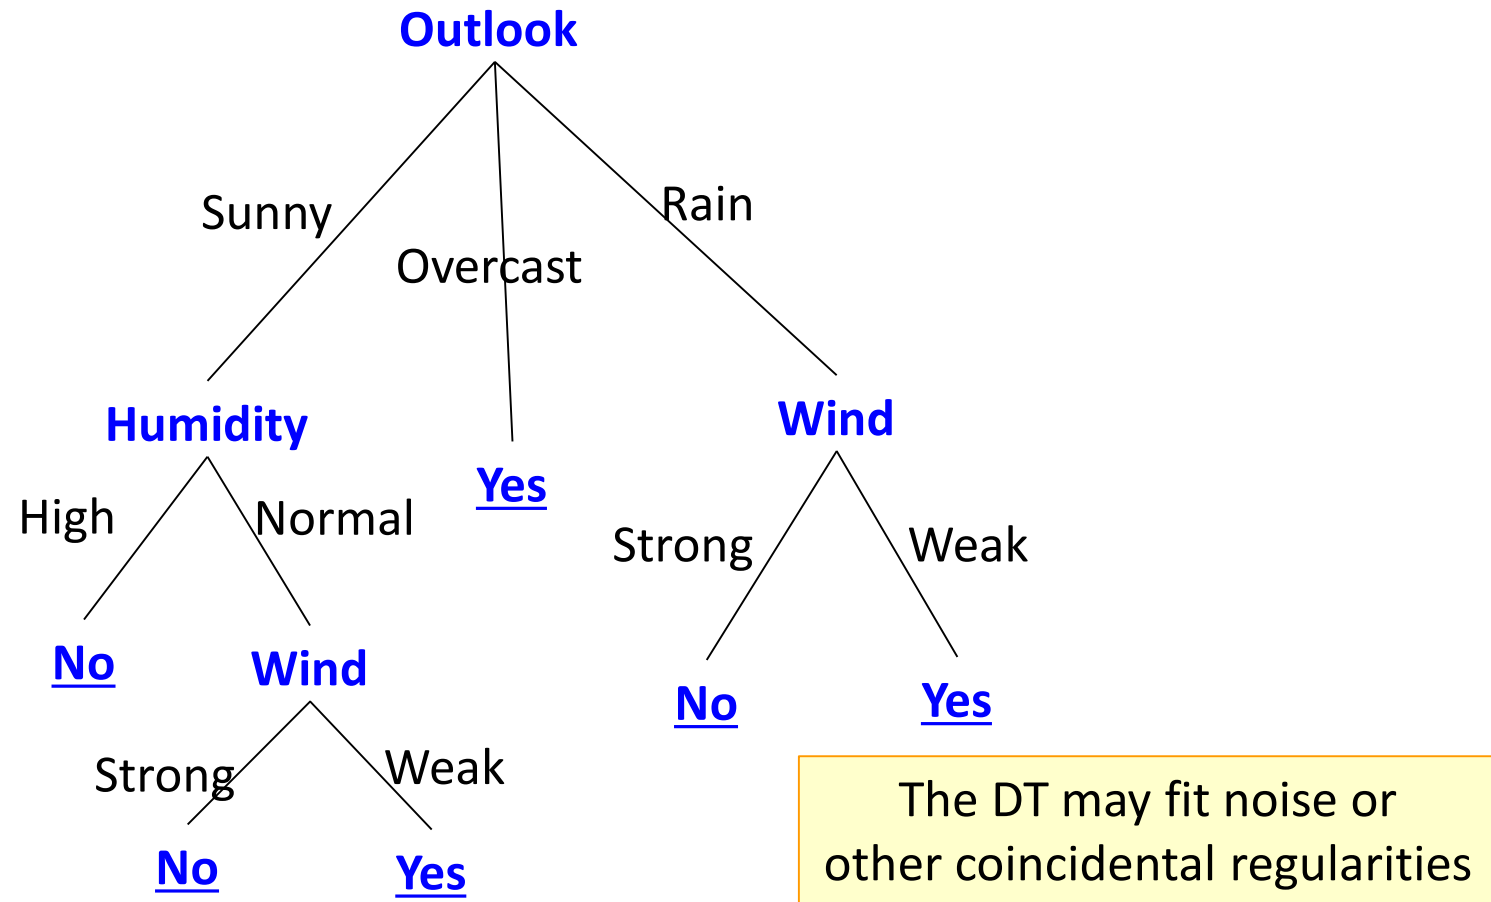 Outlook
Sunny
Overcast
Rain
Humidity
Wind
High
Normal
Yes
Strong
Weak
No
Wind
No
Yes
Strong
Weak
No
Yes
The DT may fit noise or
other coincidental regularities